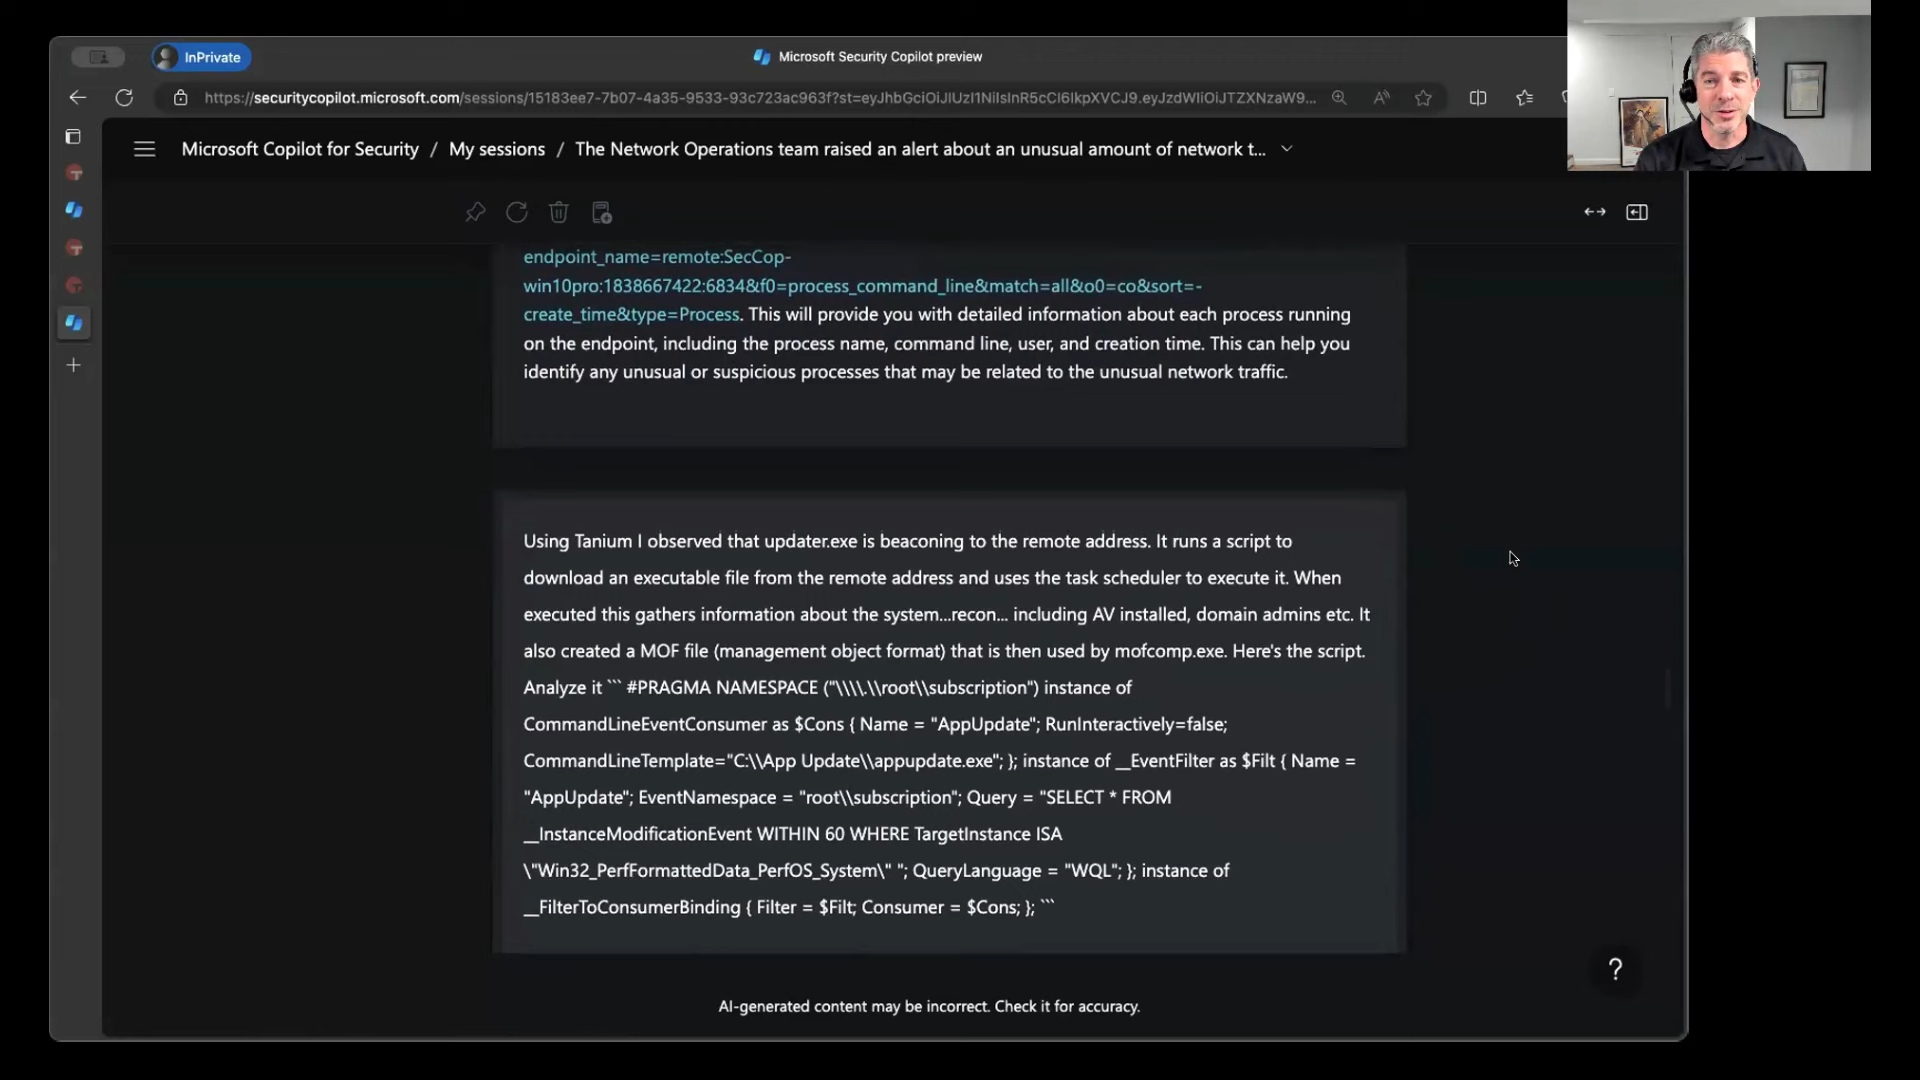 InPrivate
Microsoft Security Copilot preview
https://securitycopilot.microsoft.com/sessions/15183ee7-7b07-4a35-9533-93c723ac963f?st=eyJhbGciOiJIUzI1NiIsInR5cCI6IkpXVCJ9.eyJzdWIiOiJTZXNzaW9...
Microsoft Copilot for Security / My sessions / The Network Operations team raised an alert about an unusual amount of network t...
endpoint_name=remote:SecCop-
win10pro:1838667422:6834&f0=process_command_line&match=all&o0=co&sort=-
create_time&type=Process. This will provide you with detailed information about each process running
on the endpoint, including the process name, command line, user, and creation time. This can help you
identify any unusual or suspicious processes that may be related to the unusual network traffic.
Using Tanium I observed that updater.exe is beaconing to the remote address. It runs a script to
download an executable file from the remote address and uses the task scheduler to execute it. When
executed this gathers information about the system...recon... including AV installed, domain admins etc. It
also created a MOF file (management object format) that is then used by mofcomp.exe. Here's the script.
Analyze it ``` #PRAGMA NAMESPACE ("\\\\.\\root\\subscription") instance of
CommandLineEventConsumer as $Cons { Name = "AppUpdate"; RunInteractively=false;
CommandLineTemplate="C:\\App Update\\appupdate.exe"; }; instance of __EventFilter as $Filt { Name =
"AppUpdate"; EventNamespace = "root\\subscription"; Query = "SELECT * FROM
__InstanceModificationEvent WITHIN 60 WHERE TargetInstance ISA
\"Win32_PerfFormattedData_PerfOS_System\" "; QueryLanguage = "WQL"; }; instance of
__FilterToConsumerBinding { Filter = $Filt; Consumer = $Cons; }; ```
?
AI-generated content may be incorrect. Check it for accuracy.